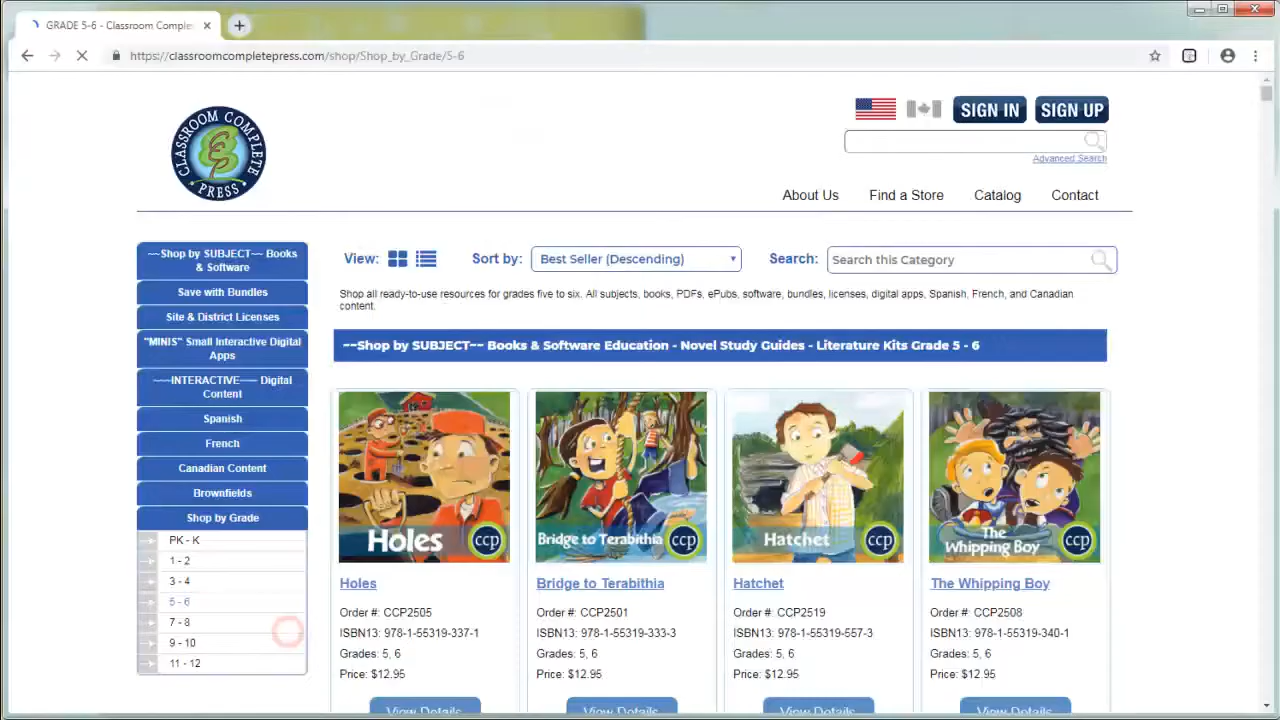 GRADE 5-6 - Classroom Comple
https://classroomcompletepress.com/shop/Shop_by_Grade/5-6
CLASSROOM COMPLETE PRESS
SIGN IN
SIGN UP
Advanced Search
About Us
Find a Store
Catalog
Contact
~~Shop by SUBJECT~~ Books
& Software
Save with Bundles
Site & District Licenses
"MINIS" Small Interactive Digital
Apps
~~~INTERACTIVE~~~ Digital
Content
Spanish
French
Canadian Content
Brownfields
Shop by Grade
PK - K
1 - 2
3 - 4
5 - 6
7 - 8
9 - 10
11 - 12
View:
Sort by:
Best Seller (Descending)
Search:
Search this Category
Shop all ready-to-use resources for grades five to six. All subjects, books, PDFs, ePubs, software, bundles, licenses, digital apps, Spanish, French, and Canadian
content.
~~Shop by SUBJECT~~ Books & Software Education - Novel Study Guides - Literature Kits Grade 5 - 6
Holes
ccp
Holes
Order #: CCP2505
ISBN13: 978-1-55319-337-1
Grades: 5, 6
Price: $12.95
View Details
Bridge to Terabithia
ccp
Bridge to Terabithia
Order #: CCP2501
ISBN13: 978-1-55319-333-3
Grades: 5, 6
Price: $12.95
View Details
Hatchet
ccp
Hatchet
Order #: CCP2519
ISBN13: 978-1-55319-557-3
Grades: 5, 6
Price: $12.95
View Details
The
Whipping Boy
ccp
The Whipping Boy
Order #: CCP2508
ISBN13: 978-1-55319-340-1
Grades: 5, 6
Price: $12.95
View Details